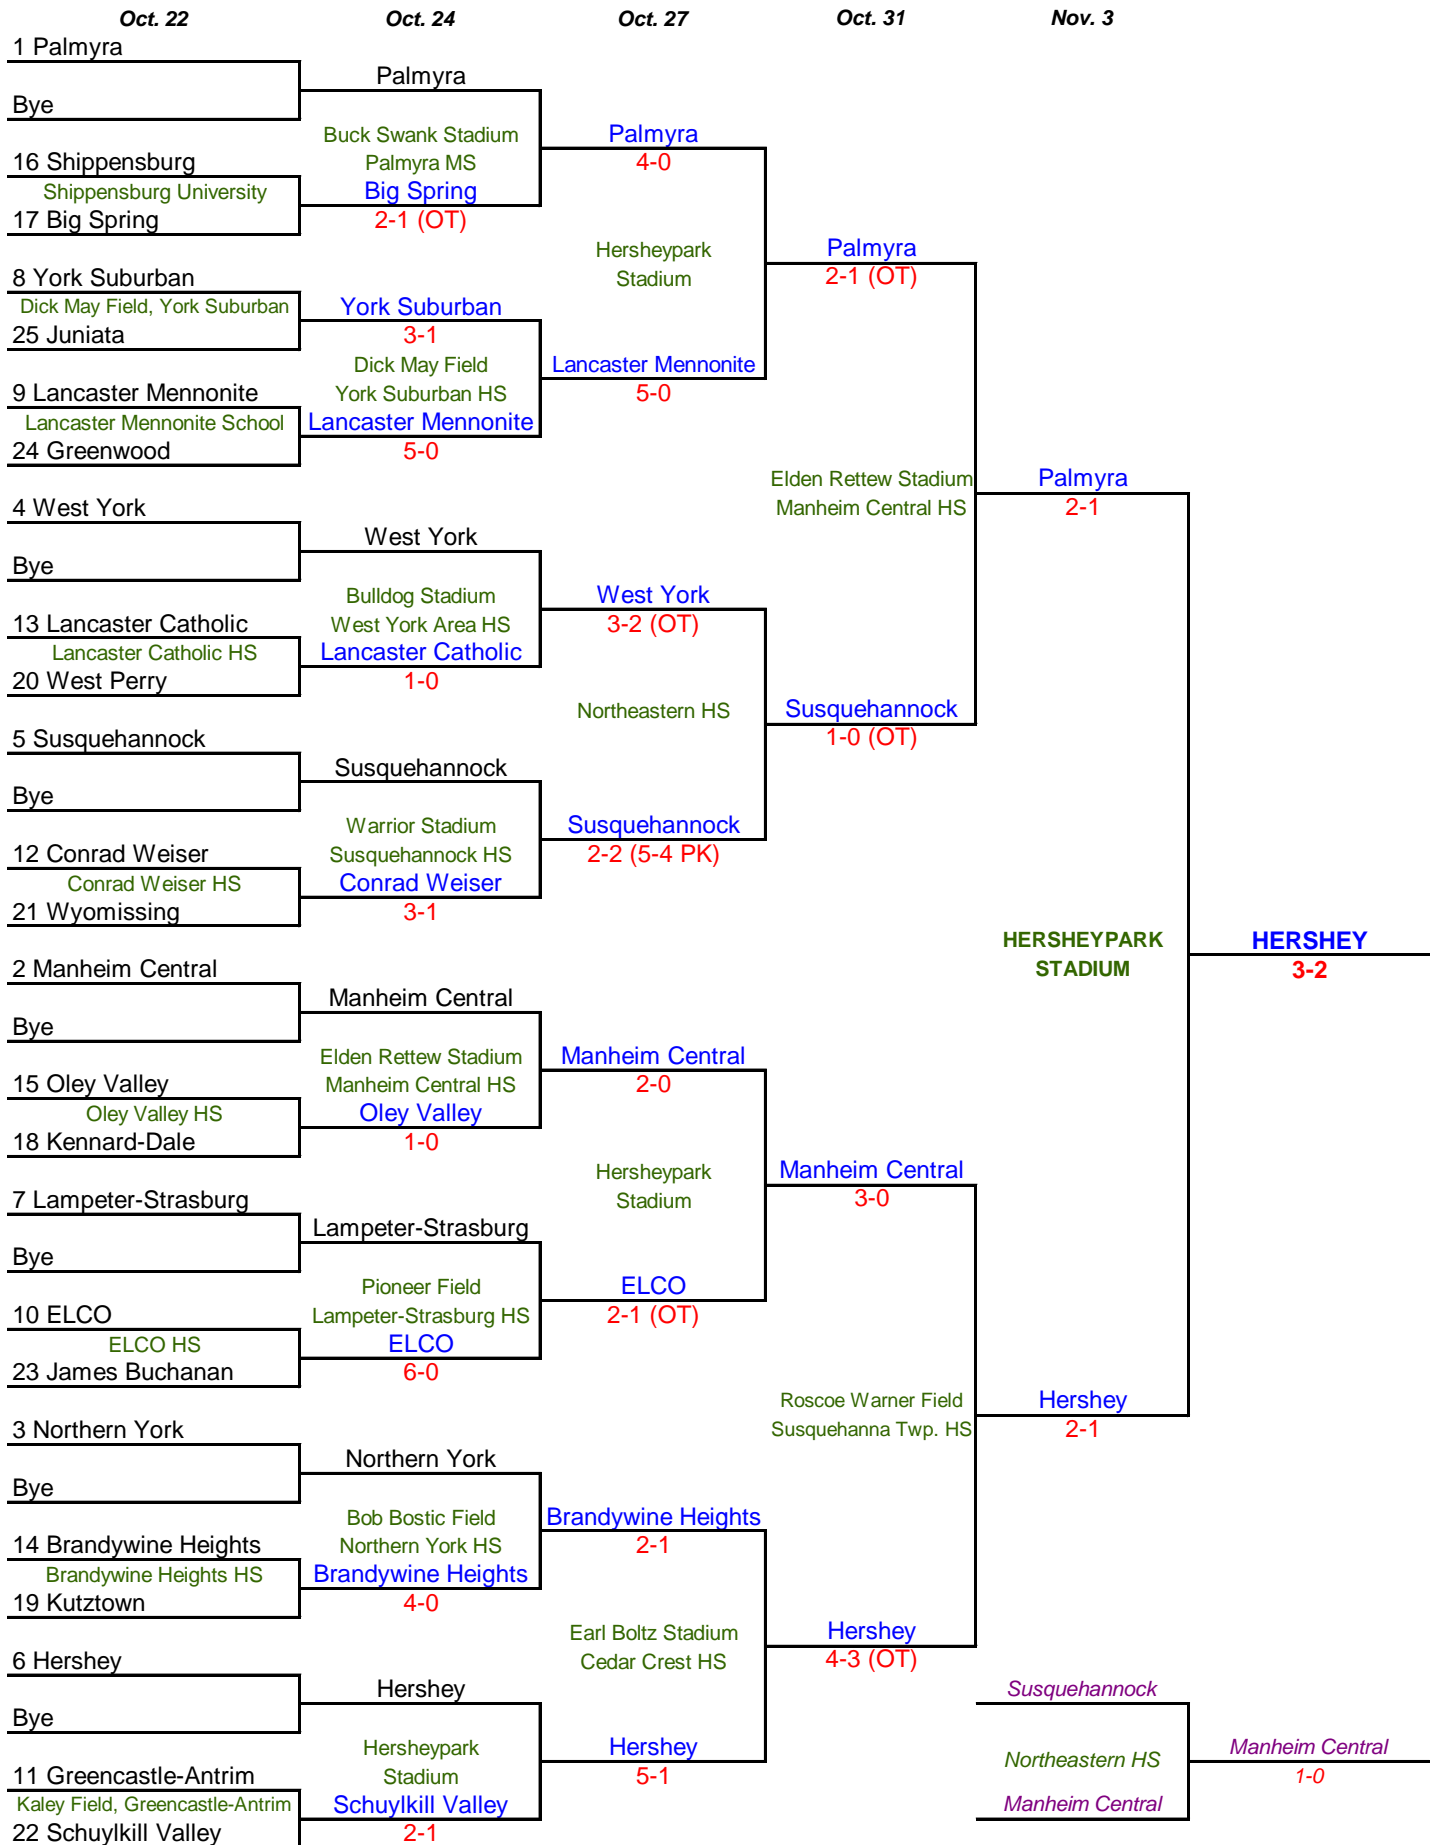 Oct. 22 Oct. 24 Oct. 27 Oct. 31 Nov. 3
1 Palmyra
Palmyra
Bye
Buck Swank Stadium
Palmyra
16 Shippensburg
Palmyra MS
4-0
Shippensburg University
Big Spring
17 Big Spring
2-1 (OT)
Hersheypark
Palmyra
8 York Suburban
Stadium
2-1 (OT)
Dick May Field, York Suburban
York Suburban
25 Juniata
3-1
Dick May Field
Lancaster Mennonite
9 Lancaster Mennonite
York Suburban HS
5-0
Lancaster Mennonite School
Lancaster Mennonite
24 Greenwood
5-0
Elden Rettew Stadium
Palmyra
4 West York
Manheim Central HS
2-1
West York
Bye
Bulldog Stadium
West York
13 Lancaster Catholic
West York Area HS
3-2 (OT)
Lancaster Catholic HS
Lancaster Catholic
20 West Perry
1-0
Northeastern HS
Susquehannock
5 Susquehannock
1-0 (OT)
Susquehannock
Bye
Warrior Stadium
Susquehannock
12 Conrad Weiser
Susquehannock HS
2-2 (5-4 PK)
Conrad Weiser HS
Conrad Weiser
21 Wyomissing
3-1
HERSHEYPARK
HERSHEY
2 Manheim Central
STADIUM
3-2
Manheim Central
Bye
Elden Rettew Stadium
Manheim Central
15 Oley Valley
Manheim Central HS
2-0
Oley Valley HS
Oley Valley
18 Kennard-Dale
1-0
Hersheypark
Manheim Central
7 Lampeter-Strasburg
Stadium
3-0
Lampeter-Strasburg
Bye
Pioneer Field
ELCO
10 ELCO
Lampeter-Strasburg HS
2-1 (OT)
ELCO HS
ELCO
23 James Buchanan
6-0
Roscoe Warner Field
Hershey
3 Northern York
Susquehanna Twp. HS
2-1
Northern York
Bye
Bob Bostic Field
Brandywine Heights
14 Brandywine Heights
Northern York HS
2-1
Brandywine Heights HS
Brandywine Heights
19 Kutztown
4-0
Earl Boltz Stadium
Hershey
6 Hershey
Cedar Crest HS
4-3 (OT)
Hershey
Susquehannock
Bye
Hersheypark
Hershey
Northeastern HS
Manheim Central
11 Greencastle-Antrim
Stadium
5-1
1-0
Kaley Field, Greencastle-Antrim
Schuylkill Valley
Manheim Central
22 Schuylkill Valley
2-1